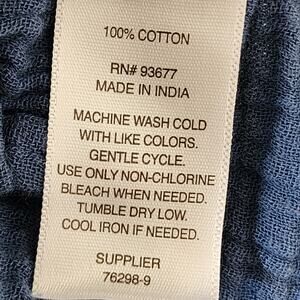 100% COTTON
RN# 93677
MADE IN INDIA
MACHINE WASH COLD
WITH LIKE COLORS.
GENTLE CYCLE.
USE ONLY NON-CHLORINE
BLEACH WHEN NEEDED.
TUMBLE DRY LOW.
COOL IRON IF NEEDED.
SUPPLIER
76298-9